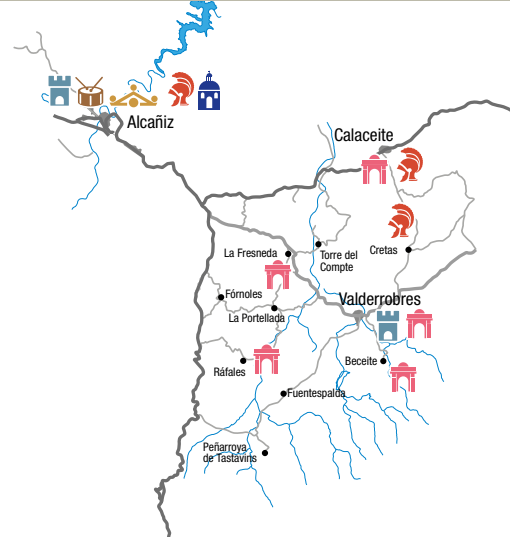 Alcañiz
Calaceite
La Fresneda
Torre del
Compte
Cretas
Fórnoles
Valderrobres
La Portellada
Ráfales
Beceite
Fuentespalda
Peñarroya
de Tastavins